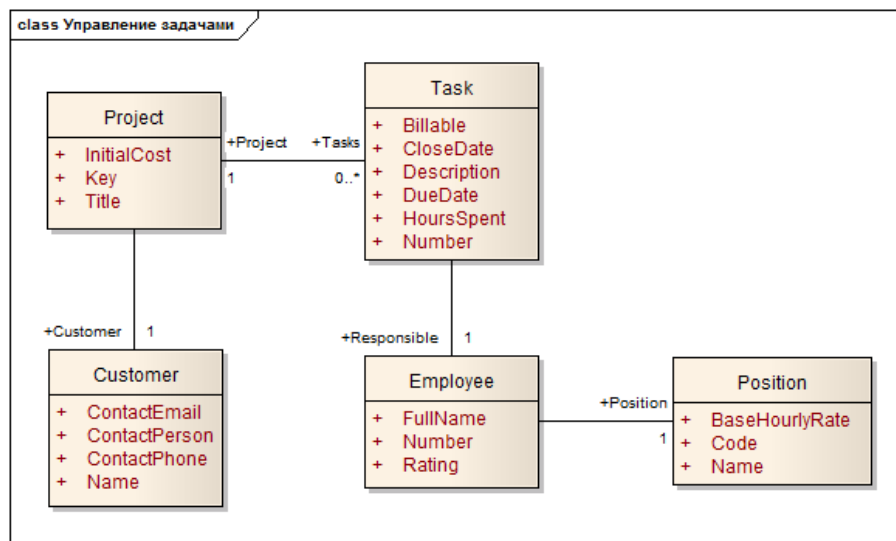 class Управление задачами
Project
+ InitialCost
+ Key
+ Title
+Project
1
+Tasks
0..*
Task
+ Billable
+ CloseDate
+ Description
+ DueDate
+ HoursSpent
+ Number
+Customer
1
Customer
+ ContactEmail
+ ContactPerson
+ ContactPhone
+ Name
+Responsible
1
Employee
+ FullName
+ Number
+ Rating
+Position
1
Position
+ BaseHourlyRate
+ Code
+ Name